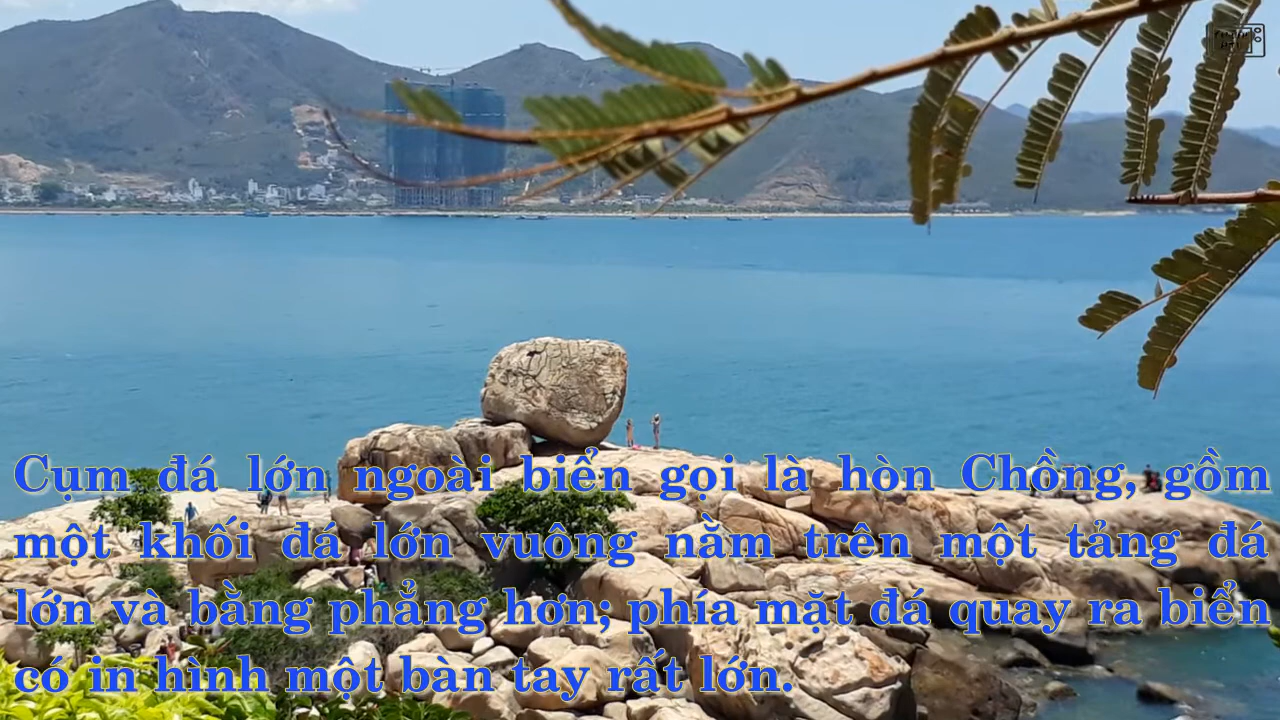 Cụm đá lớn ngoài biển gọi là hòn Chồng, gồm
một khối đá lớn vuông nằm trên một tảng đá
lớn và bằng phẳng hơn; phía mặt đá quay ra biển
có in hình một bàn tay rất lớn.